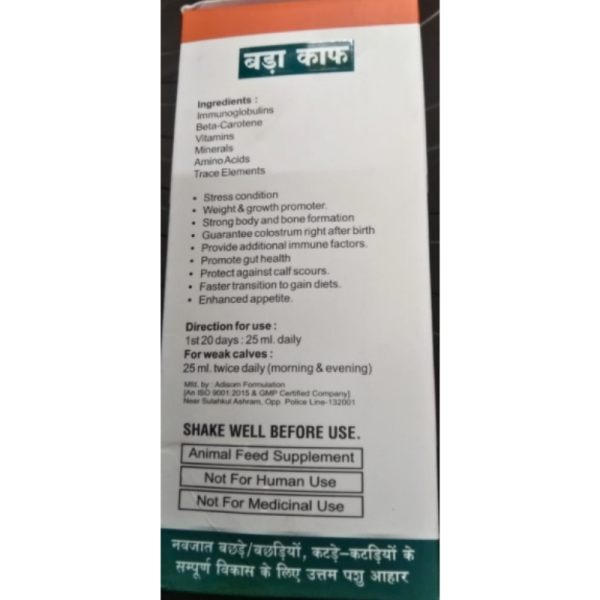 बड़ा काफ
Ingredients :
Immunoglobulins
Beta-Carotene
Vitamins
Minerals
Amino Acids
Trace Elements
• Stress condition
• Weight & growth promoter.
• Strong body and bone formation
• Guarantee colostrum right after birth
• Provide additional immune factors.
• Promote gut health
• Protect against calf scours.
• Faster transition to gain diets.
• Enhanced appetite.
Direction for use :
1st 20 days : 25 ml. daily
For weak calves :
25 ml. twice daily (morning & evening)
Mfd. by : Adisom Formulation
[An ISO 9001:2015 & GMP Certified Company]
Near Sulahkul Ashram, Opp. Police Line-132001
SHAKE WELL BEFORE USE.
Animal Feed Supplement
Not For Human Use
Not For Medicinal Use
नवजात बछड़े/बछड़ियों, कटड़े-कटड़ियों के
सम्पूर्ण विकास के लिए उत्तम पशु आहार